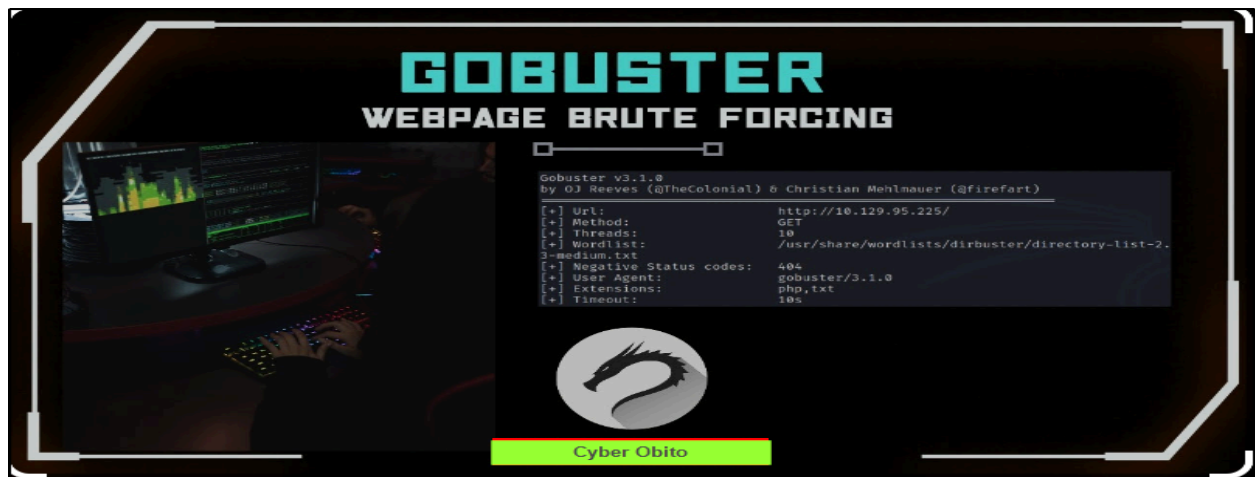 GOBUSTER
WEBPAGE BRUTE FORCING
Gobuster v3.1.0
by OJ Reeves (@TheColonial) & Christian Mehlmauer (@firefart)
[+] Url: http://10.129.95.225/
[+] Method: GET
[+] Threads: 10
[+] Wordlist: /usr/share/wordlists/dirbuster/directory-list-2.
3-medium.txt
[+] Negative Status codes: 404
[+] User Agent: gobuster/3.1.0
[+] Extensions: php,txt
[+] Timeout: 10s
Cyber Obito